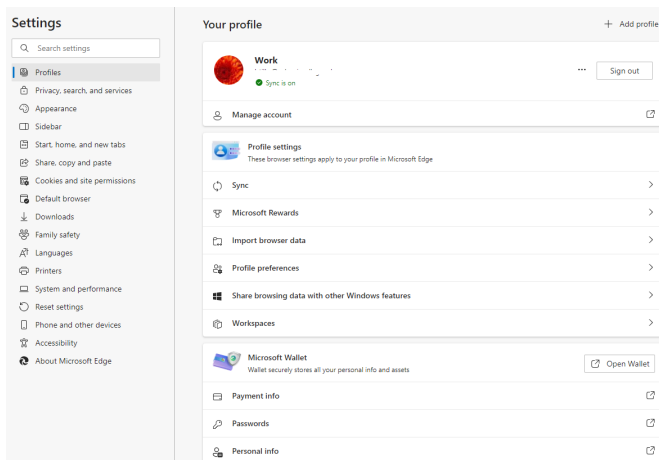 Settings
Search settings
Profiles
Privacy, search, and services
Appearance
Sidebar
Start, home, and new tabs
Share, copy and paste
Cookies and site permissions
Default browser
Downloads
Family safety
Languages
Printers
System and performance
Reset settings
Phone and other devices
Accessibility
About Microsoft Edge
Your profile
Add profile
Work
Sync is on
Sign out
Manage account
Profile settings
These browser settings apply to your profile in Microsoft Edge
Sync
Microsoft Rewards
Import browser data
Profile preferences
Share browsing data with other Windows features
Workspaces
Microsoft Wallet
Wallet securely stores all your personal info and assets
Open Wallet
Payment info
Passwords
Personal info